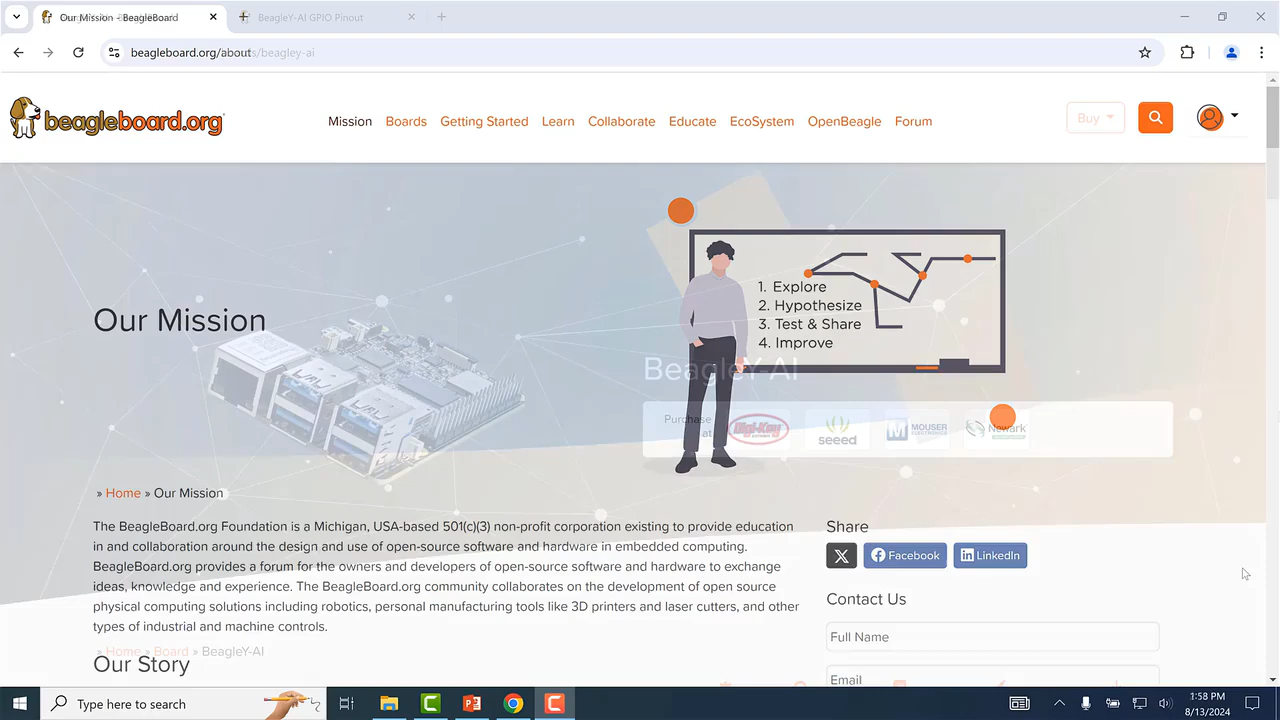 Our Mission - BeagleBoard
BeagleY-AI GPIO Pinout
beagleboard.org/about
s/beagley-ai
beagleboard.org
Mission
Boards
Getting Started
Learn
Collaborate
Educate
EcoSystem
OpenBeagle
Forum
Buy
1. Explore
2. Hypothesize
3. Test & Share
4. Improve
Our Mission
BeagleY-AI
Purchase
at
Digi-Key
seeed
MOUSER
ELECTRONICS
Newark
» Home » Our Mission
The BeagleBoard.org Foundation is a Michigan, USA-based 501(c)(3) non-profit corporation existing to provide education
in and collaboration around the design and use of open-source software and hardware in embedded computing.
BeagleBoard.org provides a forum for the owners and developers of open-source software and hardware to exchange
ideas, knowledge and experience. The BeagleBoard.org community collaborates on the development of open source
physical computing solutions including robotics, personal manufacturing tools like 3D printers and laser cutters, and other
types of industrial and machine controls.
» Home » Board » BeagleY-AI
Our Story
Share
X
Facebook
LinkedIn
Contact Us
Full Name
Email
Type here to search
1:58 PM
8/13/2024